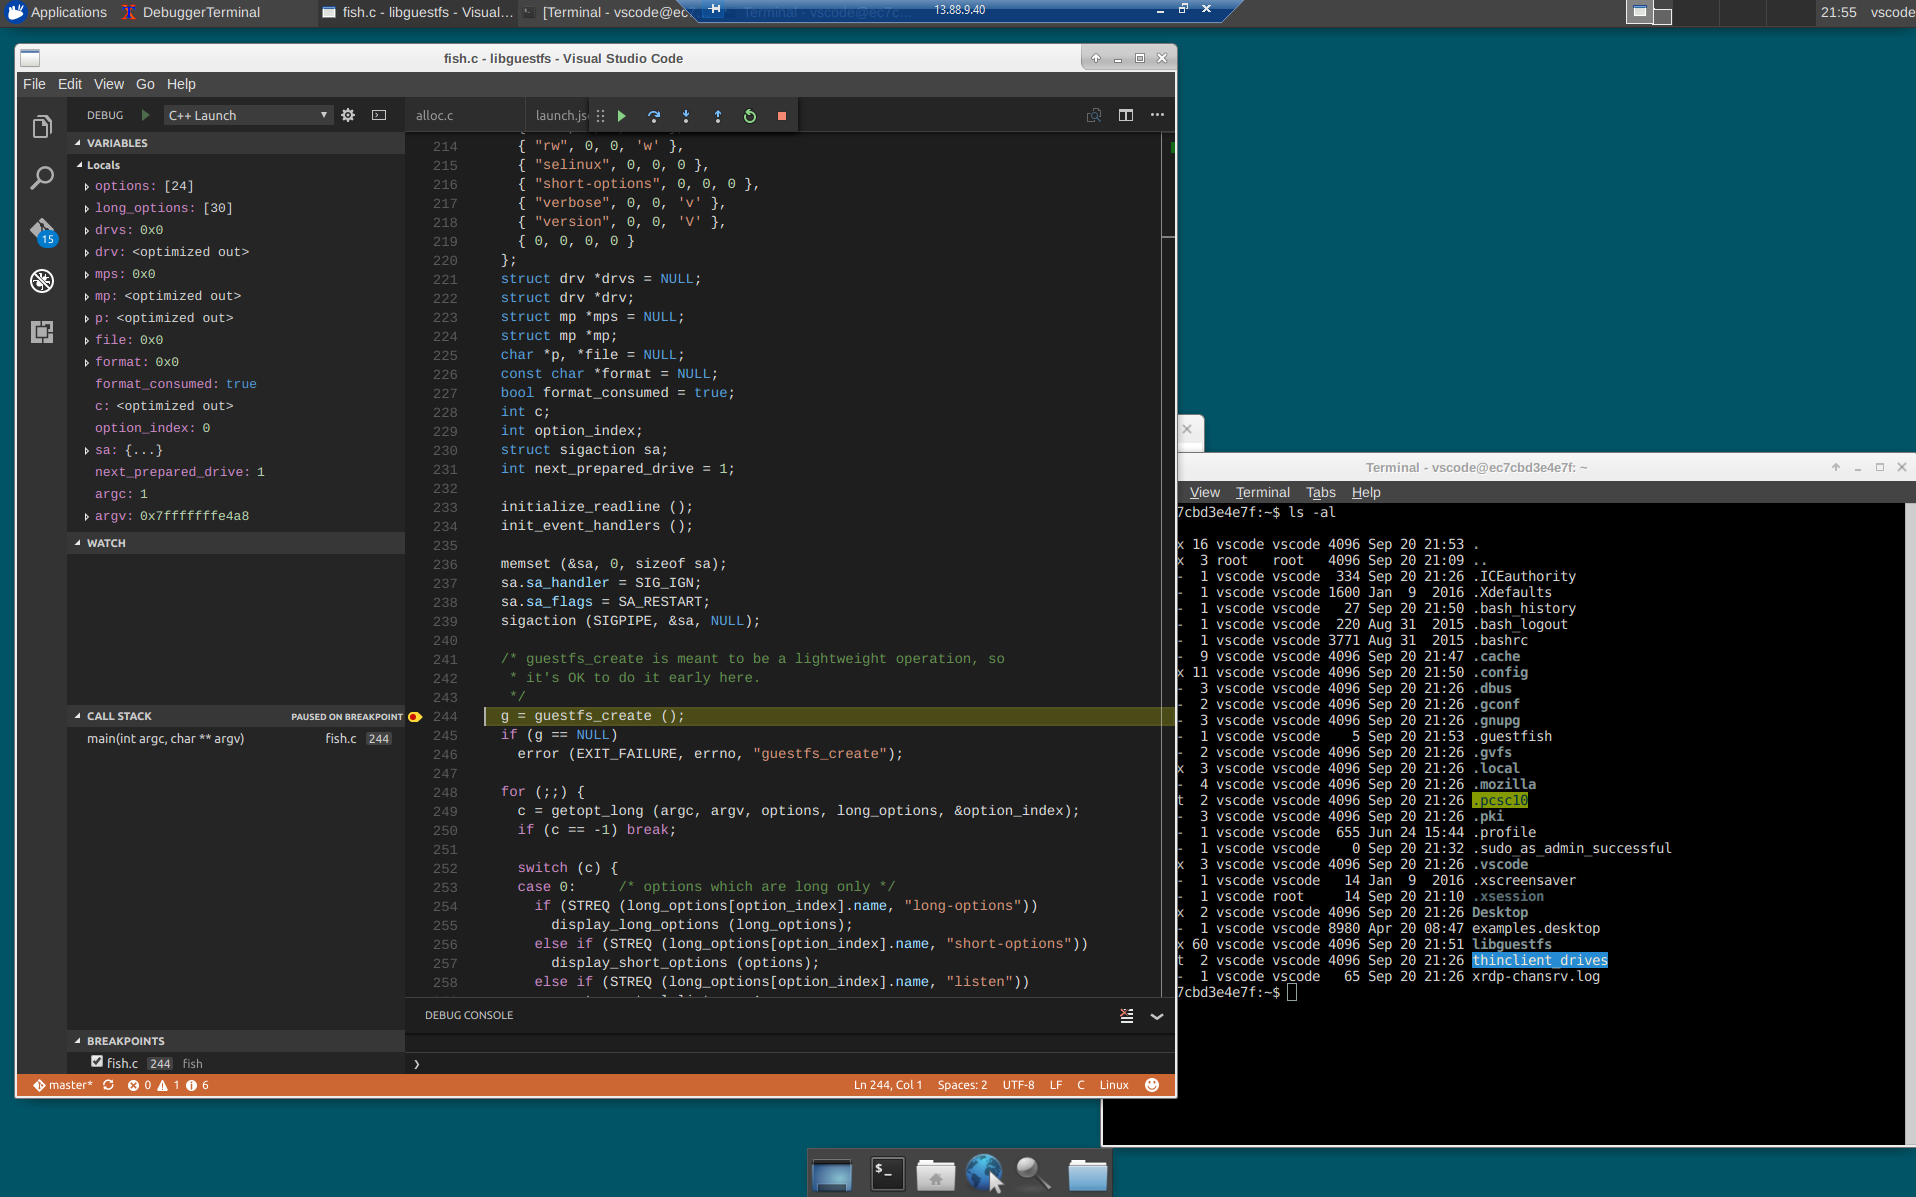 Applications
DebuggerTerminal
fish.c - libguestfs - Visual...
[Terminal - vscode@ec7
13.88.9.40
21:55
vscode
fish.c - libguestfs - Visual Studio Code
File Edit View Go Help
DEBUG
C++ Launch
alloc.c
launch.js
VARIABLES
Locals
options: [24]
long_options: [30]
drvs: 0x0
drv: <optimized out>
mps: 0x0
mp: <optimized out>
p: <optimized out>
file: 0x0
format: 0x0
format_consumed: true
c: <optimized out>
option_index: 0
sa: {...}
next_prepared_drive: 1
argc: 1
argv: 0x7fffffffe4a8
WATCH
CALL STACK PAUSED ON BREAKPOINT
main(int argc, char ** argv) fish.c 244
BREAKPOINTS
fish.c 244 fish
15
214 { "rw", 0, 0, 'w' },
215 { "selinux", 0, 0, 0 },
216 { "short-options", 0, 0, 0 },
217 { "verbose", 0, 0, 'v' },
218 { "version", 0, 0, 'V' },
219 { 0, 0, 0, 0 }
220 };
221 struct drv *drvs = NULL;
222 struct drv *drv;
223 struct mp *mps = NULL;
224 struct mp *mp;
225 char *p, *file = NULL;
226 const char *format = NULL;
227 bool format_consumed = true;
228 int c;
229 int option_index;
230 struct sigaction sa;
231 int next_prepared_drive = 1;
232
233 initialize_readline ();
234 init_event_handlers ();
235
236 memset (&sa, 0, sizeof sa);
237 sa.sa_handler = SIG_IGN;
238 sa.sa_flags = SA_RESTART;
239 sigaction (SIGPIPE, &sa, NULL);
240
241 /* guestfs_create is meant to be a lightweight operation, so
242 * it's OK to do it early here.
243 */
244 g = guestfs_create ();
245 if (g == NULL)
246 error (EXIT_FAILURE, errno, "guestfs_create");
247
248 for (;;) {
249 c = getopt_long (argc, argv, options, long_options, &option_index);
250 if (c == -1) break;
251
252 switch (c) {
253 case 0: /* options which are long only */
254 if (STREQ (long_options[option_index].name, "long-options"))
255 display_long_options (long_options);
256 else if (STREQ (long_options[option_index].name, "short-options"))
257 display_short_options (options);
258 else if (STREQ (long_options[option_index].name, "listen"))
DEBUG CONSOLE
master* 0 1 6
Ln 244, Col 1 Spaces: 2 UTF-8 LF C Linux
Terminal - vscode@ec7cbd3e4e7f: ~
View Terminal Tabs Help
7cbd3e4e7f:~$ ls -al
x 16 vscode vscode 4096 Sep 20 21:53 .
x 3 root root 4096 Sep 20 21:09 ..
- 1 vscode vscode 334 Sep 20 21:26 .ICEauthority
- 1 vscode vscode 1600 Jan 9 2016 .Xdefaults
- 1 vscode vscode 27 Sep 20 21:50 .bash_history
- 1 vscode vscode 220 Aug 31 2015 .bash_logout
- 1 vscode vscode 3771 Aug 31 2015 .bashrc
- 9 vscode vscode 4096 Sep 20 21:47 .cache
x 11 vscode vscode 4096 Sep 20 21:50 .config
- 3 vscode vscode 4096 Sep 20 21:26 .dbus
- 2 vscode vscode 4096 Sep 20 21:26 .gconf
- 3 vscode vscode 4096 Sep 20 21:26 .gnupg
- 1 vscode vscode 5 Sep 20 21:53 .guestfish
- 2 vscode vscode 4096 Sep 20 21:26 .gvfs
x 3 vscode vscode 4096 Sep 20 21:26 .local
- 4 vscode vscode 4096 Sep 20 21:26 .mozilla
t 2 vscode vscode 4096 Sep 20 21:26 .pcsc10
- 3 vscode vscode 4096 Sep 20 21:26 .pki
- 1 vscode vscode 655 Jun 24 15:44 .profile
- 1 vscode vscode 0 Sep 20 21:32 .sudo_as_admin_successful
x 3 vscode vscode 4096 Sep 20 21:26 .vscode
- 1 vscode vscode 14 Jan 9 2016 .xscreensaver
- 1 vscode root 14 Sep 20 21:10 .xsession
x 2 vscode vscode 4096 Sep 20 21:26 Desktop
- 1 vscode vscode 8980 Apr 20 08:47 examples.desktop
x 60 vscode vscode 4096 Sep 20 21:51 libguestfs
t 2 vscode vscode 4096 Sep 20 21:26 thinclient_drives
- 1 vscode vscode 65 Sep 20 21:26 xrdp-chansrv.log
7cbd3e4e7f:~$